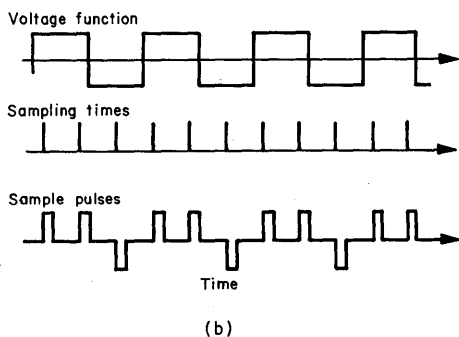 Voltage function
Sampling times
Sample pulses
Time
(b)